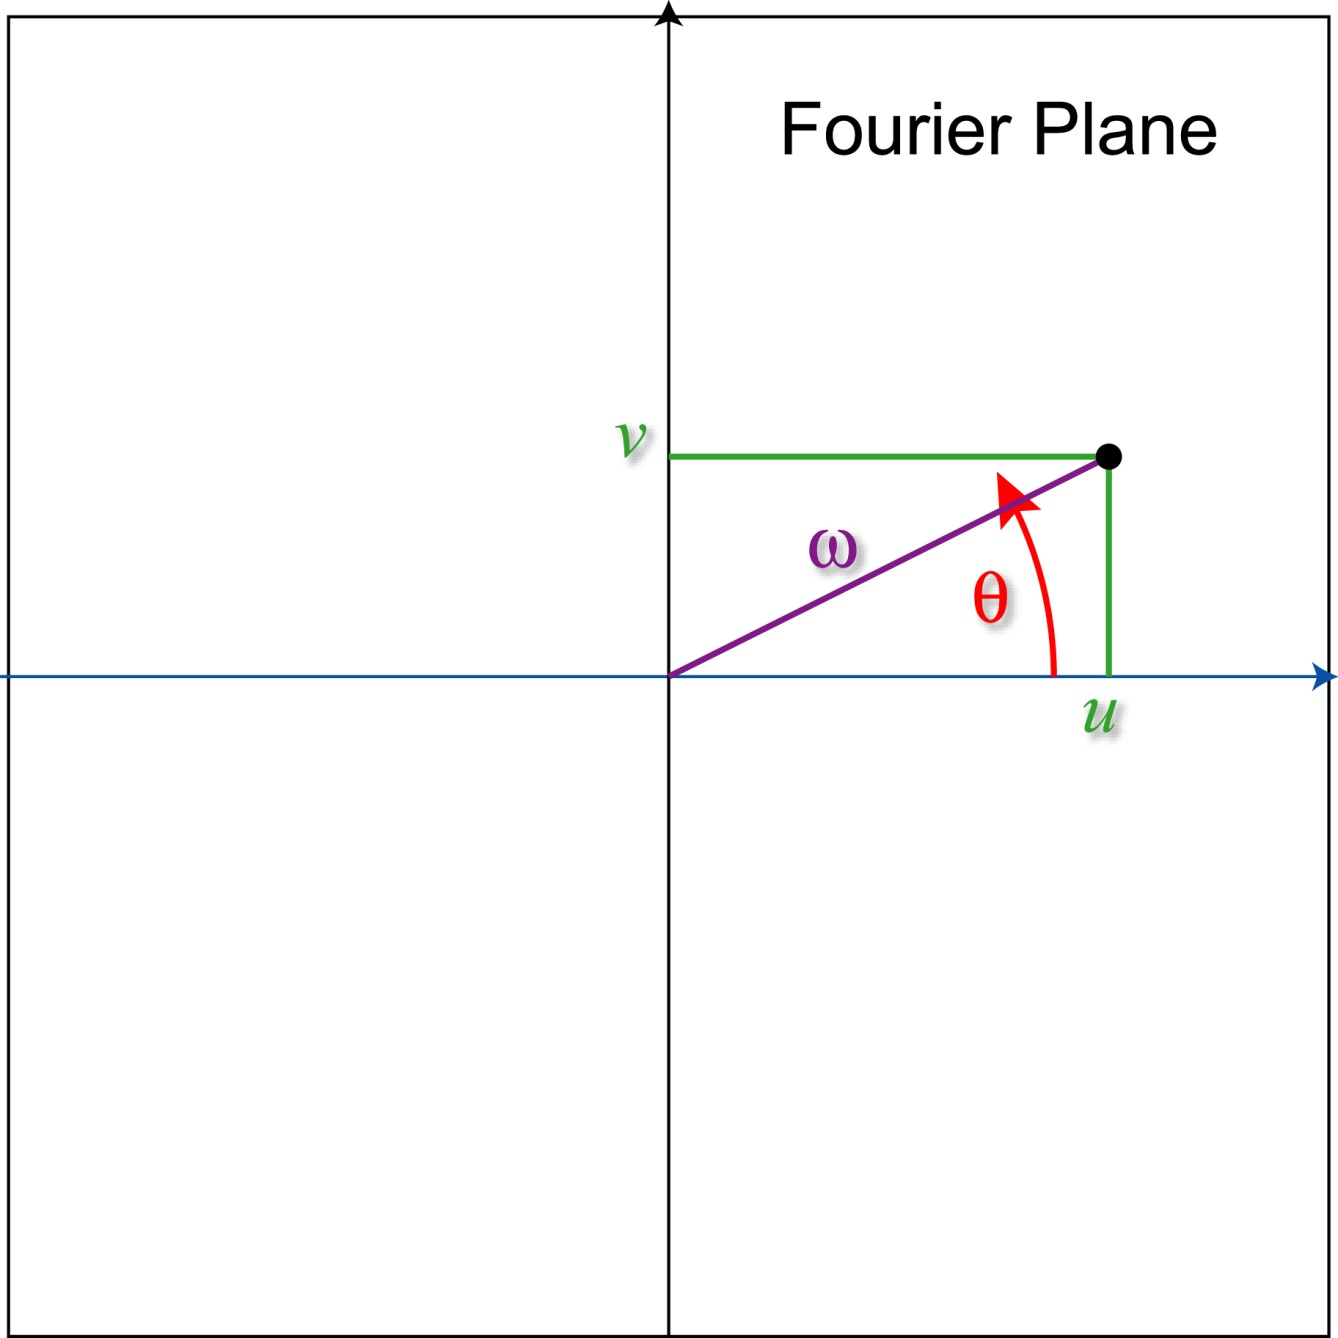 Fourier Plane
v
ω
θ
u